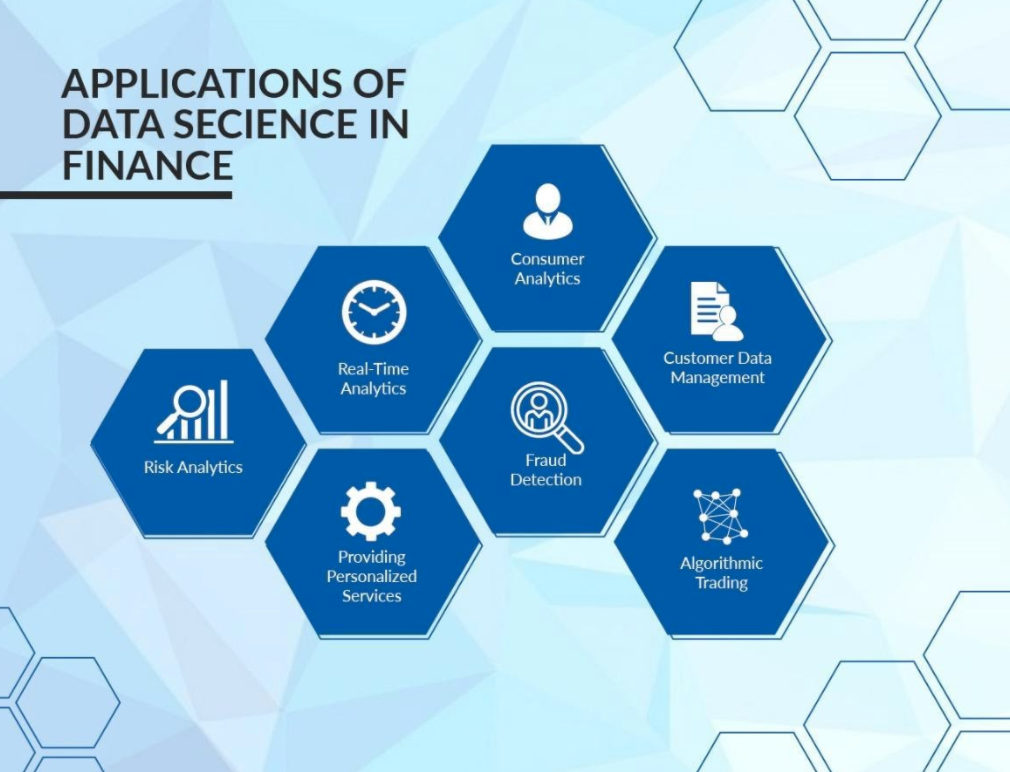 APPLICATIONS OF
DATA SECIENCE IN
FINANCE
Consumer
Analytics
Real-Time
Analytics
Customer Data
Management
Risk Analytics
Fraud
Detection
Providing
Personalized
Services
Algorithmic
Trading